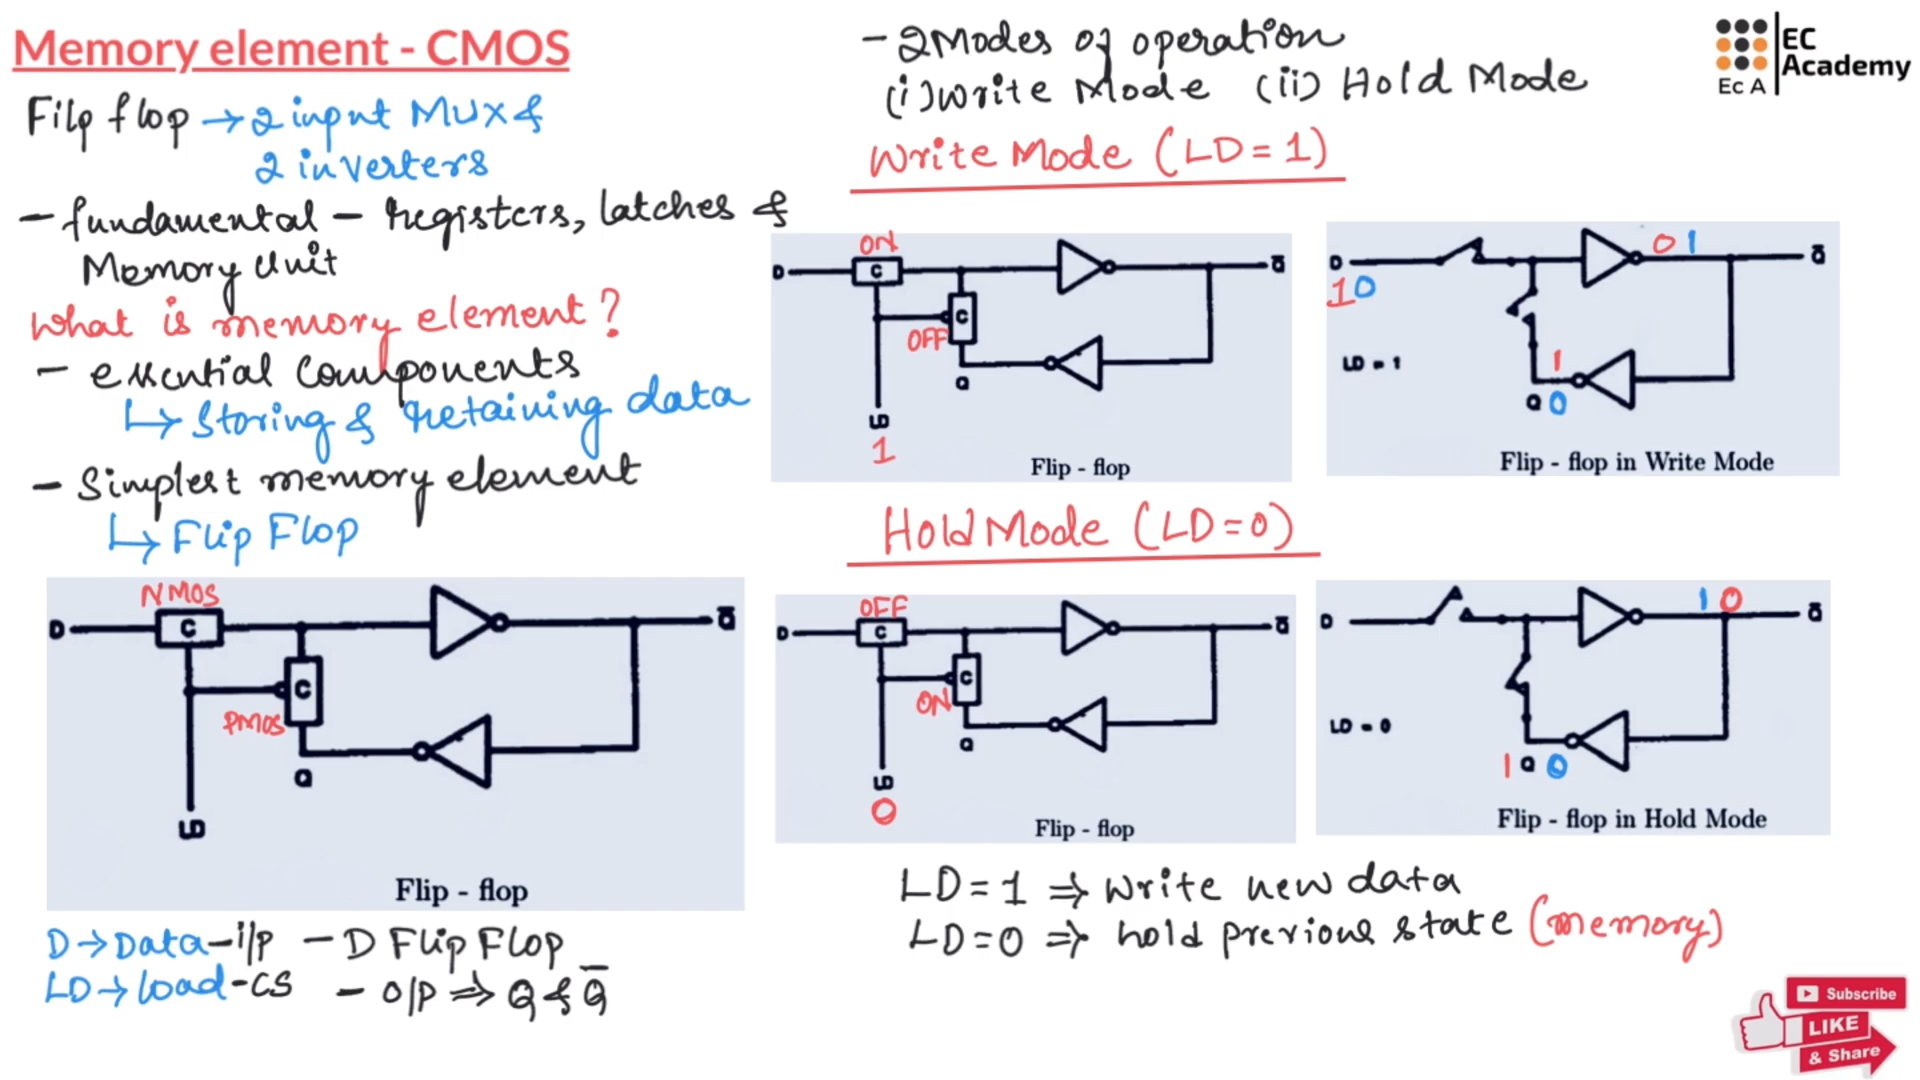 Memory element - CMOS
Filp flop → 2 input MUX &
2 inverters
- fundamental - registers, latches &
Memory Unit
What is memory element?
- essential components
↳ Storing & Retaining data
- Simplest memory element
↳ Flip Flop
NMOS
D
C
Q̅
C
PMOS
Q
LD
Flip - flop
D → Data - i/p - D Flip Flop
LD → Load - CS - O/P ⇒ Q & Q̅
- 2 Modes of operation
(i) Write Mode (ii) Hold Mode
EC
Academy
Ec A
Write Mode (LD = 1)
ON
D
C
Q̅
C
OFF
Q
LD
1
Flip - flop
0 1
D
Q̅
1 0
LD = 1
1
Q 0
Flip - flop in Write Mode
Hold Mode (LD = 0)
OFF
D
C
Q̅
C
ON
Q
LD
0
Flip - flop
1 0
D
Q̅
LD = 0
1 Q 0
Flip - flop in Hold Mode
LD = 1 ⇒ Write new data
LD = 0 ⇒ hold previous state (memory)
Subscribe
LIKE
& Share